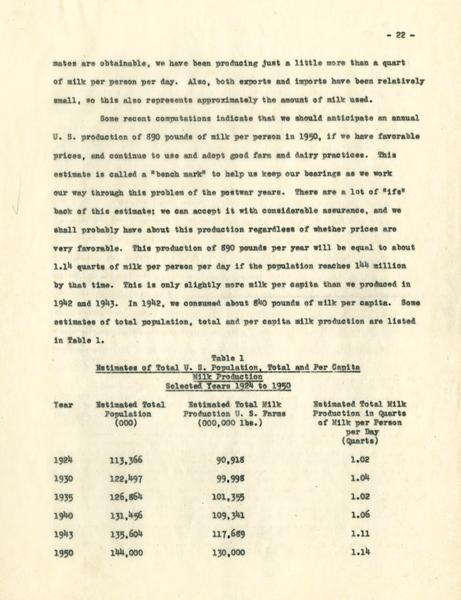 - 22 -
mates are obtainable, we have been producing just a little more than a quart
of milk per person per day. Also, both exports and imports have been relatively
small, so this also represents approximately the amount of milk used.
Some recent computations indicate that we should anticipate an annual
U. S. production of 890 pounds of milk per person in 1950, if we have favorable
prices, and continue to use and adopt good farm and dairy practices. This
estimate is called a "bench mark" to help us keep our bearings as we work
our way through this problem of the postwar years. There are a lot of "ifs"
back of this estimate; we can accept it with considerable assurance, and we
shall probably have about this production regardless of whether prices are
very favorable. This production of 890 pounds per year will be equal to about
1.14 quarts of milk per person per day if the population reaches 144 million
by that time. This is only slightly more milk per capita than we produced in
1942 and 1943. In 1942, we consumed about 840 pounds of milk per capita. Some
estimates of total population, total and per capita milk production are listed
in Table 1.
Table 1
Estimates of Total U. S. Population, Total and Per Capita
Milk Production
Selected Years 1924 to 1950
Year Estimated Total Estimated Total Milk Estimated Total Milk
Population Production U. S. Farms Production in Quarts
(000) (000,000 lbs.) of Milk per Person
per Day
(Quarts)
1924 113,366 90,918 1.02
1930 122,497 99,998 1.04
1935 126,864 101,355 1.02
1940 131,456 109,341 1.06
1943 135,604 117,689 1.11
1950 144,000 130,000 1.14